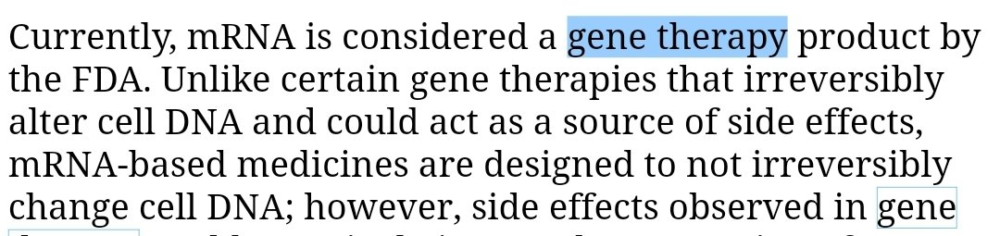 Currently, mRNA is considered a gene therapy product by
the FDA. Unlike certain gene therapies that irreversibly
alter cell DNA and could act as a source of side effects,
mRNA-based medicines are designed to not irreversibly
change cell DNA; however, side effects observed in gene